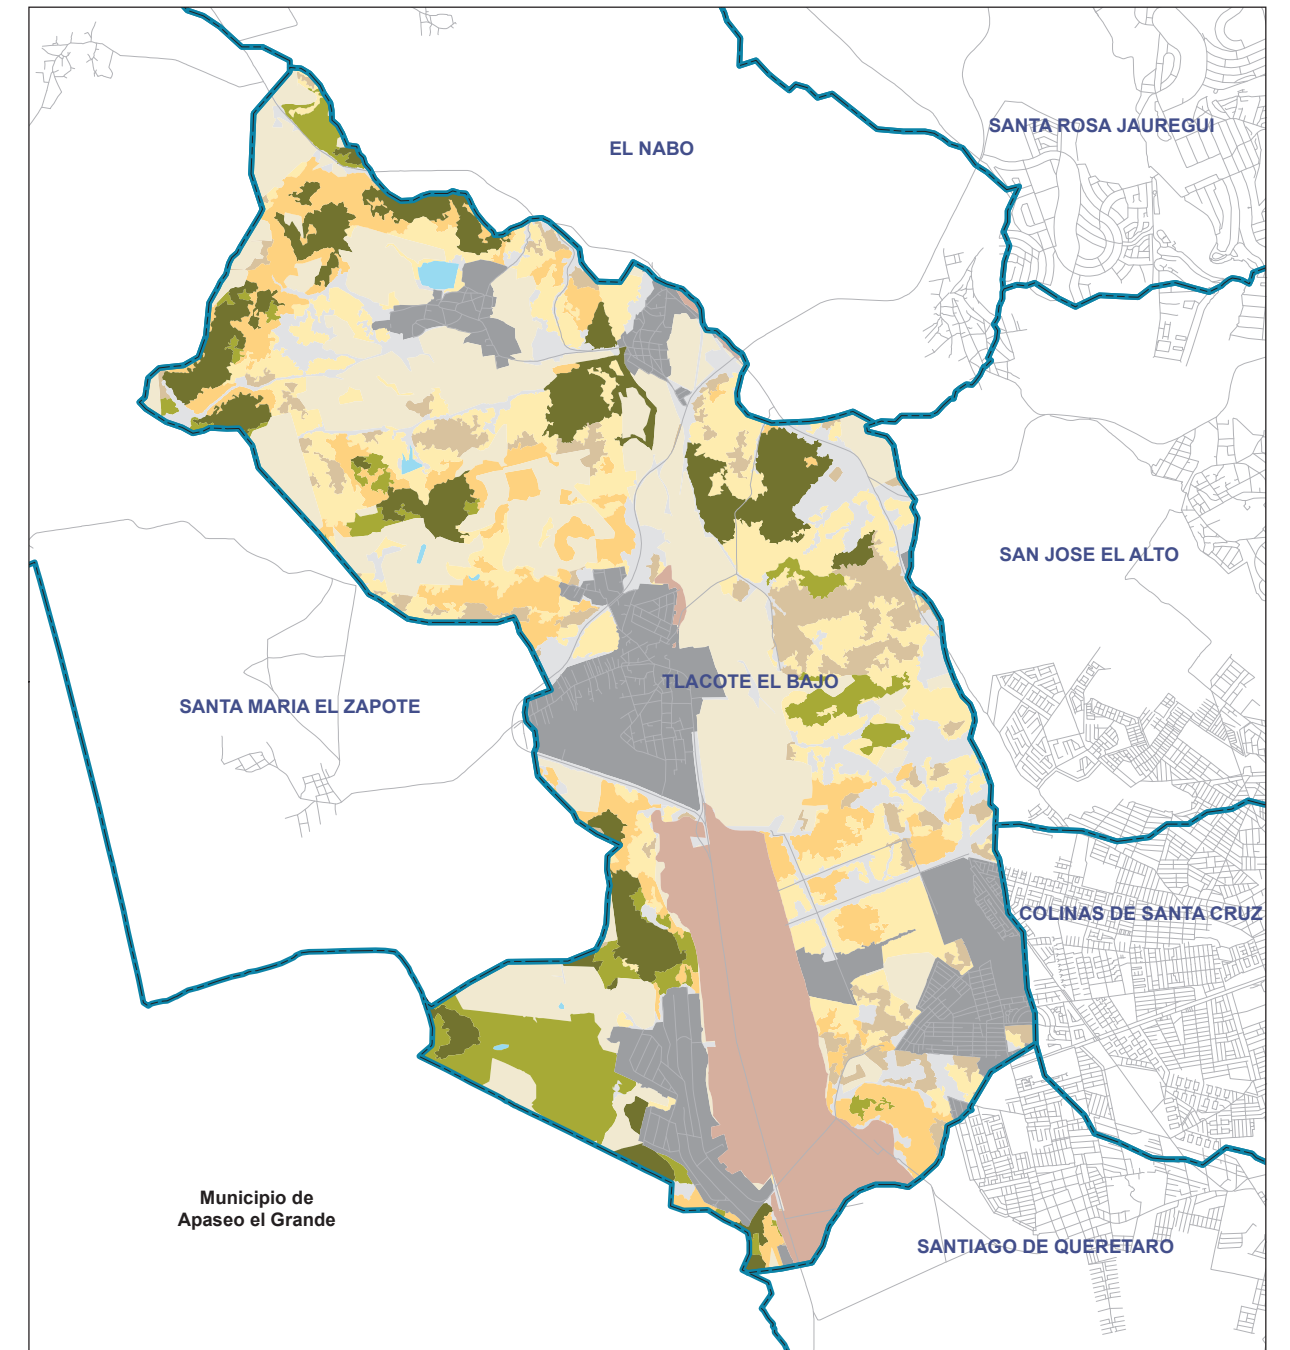 SANTA ROSA JAUREGUI
EL NABO
SAN JOSE EL ALTO
TLACOTE EL BAJO
SANTA MARIA EL ZAPOTE
COLINAS DE SANTA CRUZ
Municipio de
Apaseo el Grande
SANTIAGO DE QUERETARO